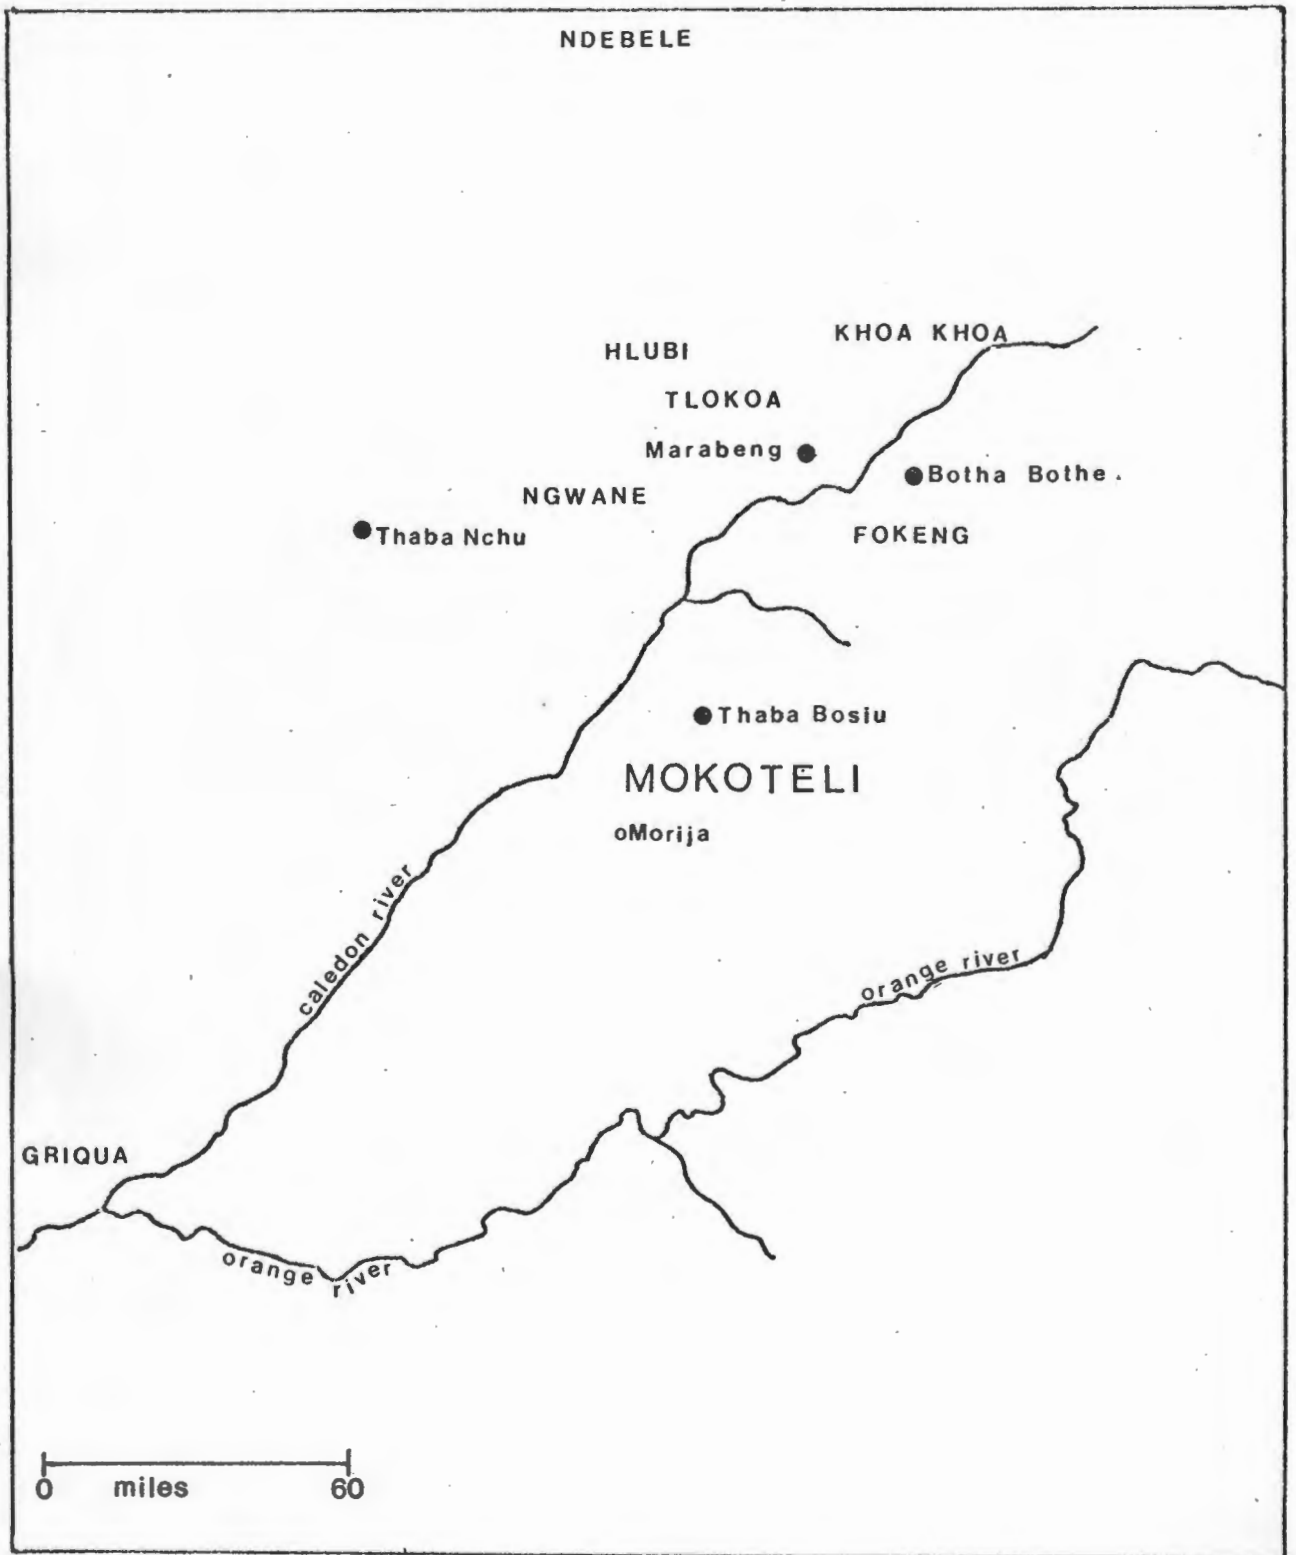 NDEBELE
KHOA KHOA
HLUBI
TLOKOA
Marabeng
Botha Bothe
NGWANE
Thaba Nchu
FOKENG
Thaba Bosiu
MOKOTELI
Morija
caledon river
orange river
GRIQUA
orange river
0 miles 60